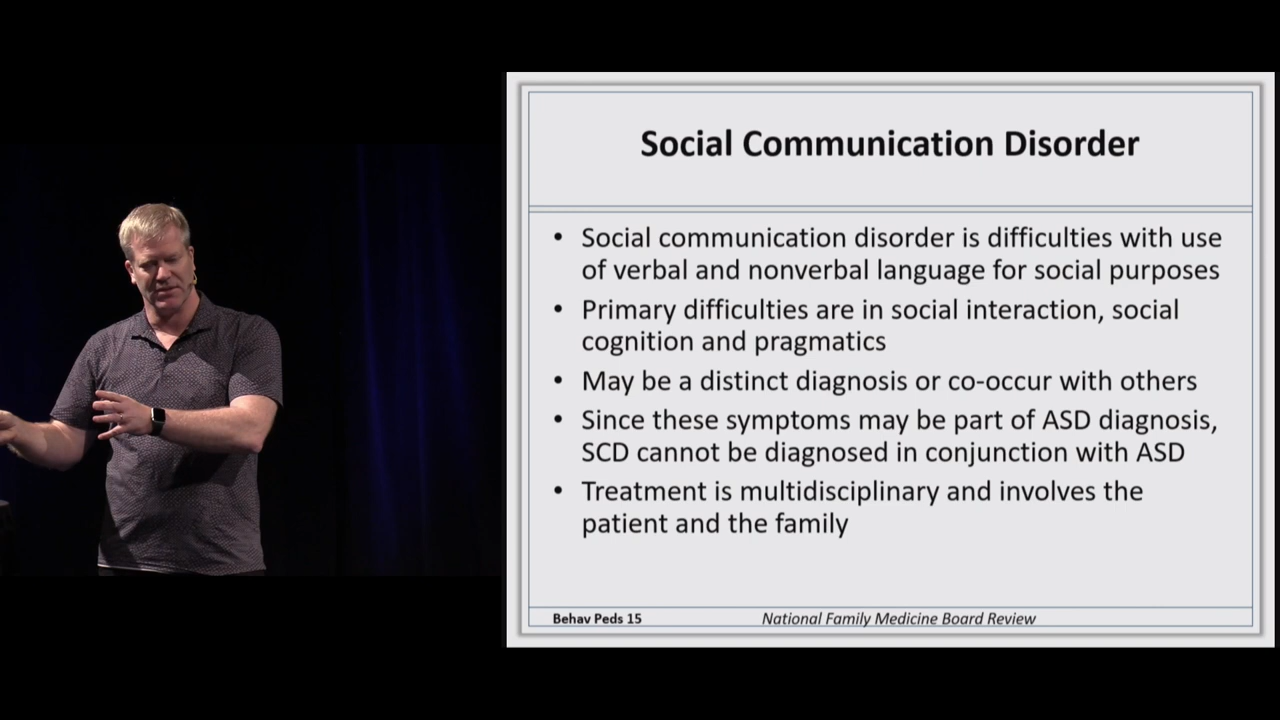 Social Communication Disorder
• Social communication disorder is difficulties with use
of verbal and nonverbal language for social purposes
• Primary difficulties are in social interaction, social
cognition and pragmatics
• May be a distinct diagnosis or co-occur with others
• Since these symptoms may be part of ASD diagnosis,
SCD cannot be diagnosed in conjunction with ASD
• Treatment is multidisciplinary and involves the
patient and the family
Behav Peds 15
National Family Medicine Board Review